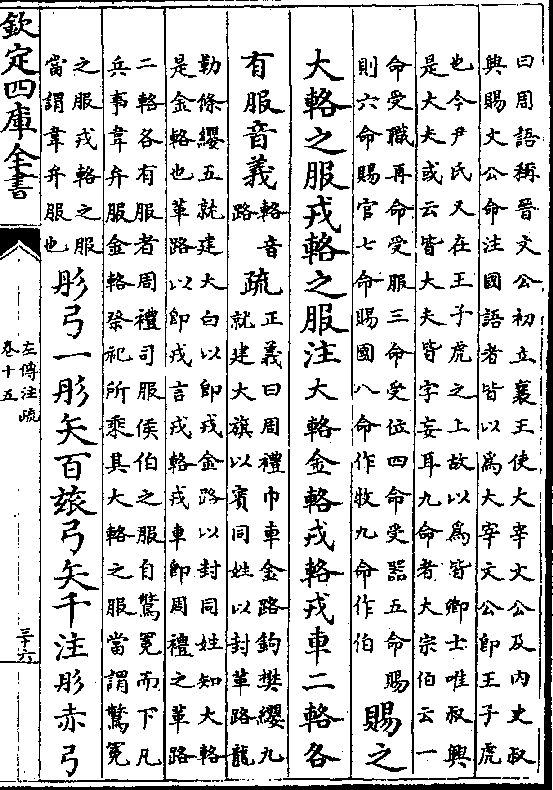 曰周語稱晉文公初立襄王使大宰文公及内史叔
興賜文公命注國語者皆以為大宰文公即王子虎
也今尹氏又在王子虎之上故以為皆卿士唯叔興
是大夫或云皆大夫皆字妄耳九命者大宗伯云一
命受職再命受服三命受位四命受器五命賜
則六命賜官七命賜國八命作牧九命作伯
賜之
大輅之服戎輅之服注大輅金輅戎輅戎車二輅各
有服音義
輅音
路
疏
正義曰周禮巾車金路鈎樊纓九
就建大旗以賓同姓以封革路龍
勒條纓五就建大白以即戎金路以封同姓知大輅
是金輅也革路以即戎言戎輅戎車即周禮之革路
二輅各有服者周禮司服侯伯之服自鷩冕而下凡
兵事韋弁服金輅祭祀所乘其大輅之服當謂鷩冕
之服戎輅之服
當謂韋弁服也
彤弓一彤矢百玈弓矢千注彤赤弓
欽定四庫全書
左傳注疏
卷十五
三十六